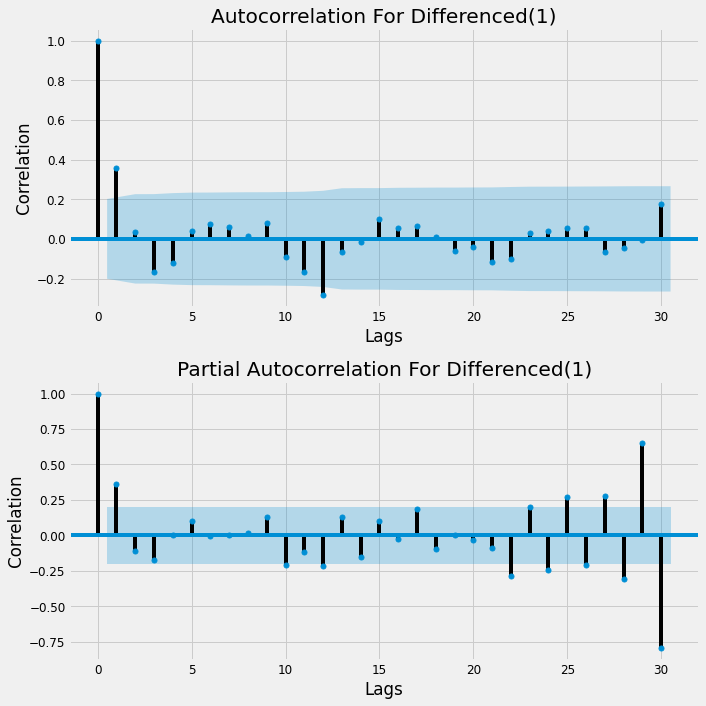 Autocorrelation For Differenced(1)
1.0
0.8
0.6
0.4
0.2
0.0
−0.2
Correlation
0 5 10 15 20 25 30
Lags
Partial Autocorrelation For Differenced(1)
1.00
0.75
0.50
0.25
0.00
−0.25
−0.50
−0.75
Correlation
0 5 10 15 20 25 30
Lags